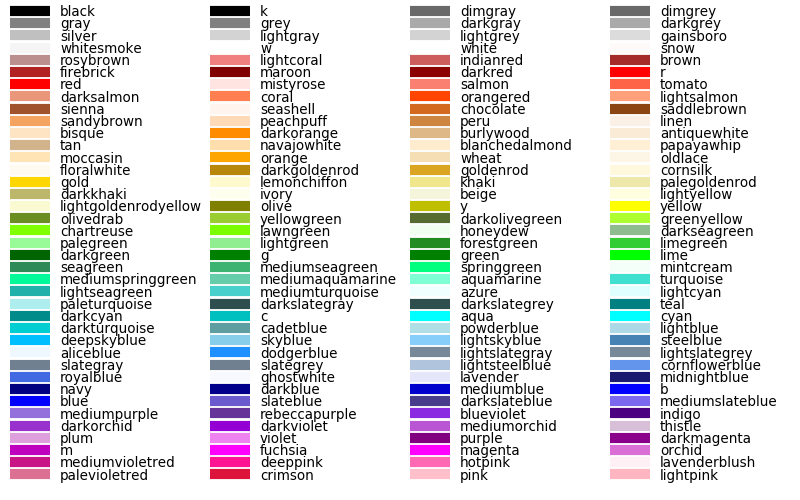 black k dimgray dimgrey
gray grey darkgray darkgrey
silver lightgray lightgrey gainsboro
whitesmoke w white snow
rosybrown lightcoral indianred brown
firebrick maroon darkred r
red mistyrose salmon tomato
darksalmon coral orangered lightsalmon
sienna seashell chocolate saddlebrown
sandybrown peachpuff peru linen
bisque darkorange burlywood antiquewhite
tan navajowhite blanchedalmond papayawhip
moccasin orange wheat oldlace
floralwhite darkgoldenrod goldenrod cornsilk
gold lemonchiffon khaki palegoldenrod
darkkhaki ivory beige lightyellow
lightgoldenrodyellow olive y yellow
olivedrab yellowgreen darkolivegreen greenyellow
chartreuse lawngreen honeydew darkseagreen
palegreen lightgreen forestgreen limegreen
darkgreen g green lime
seagreen mediumseagreen springgreen mintcream
mediumspringgreen mediumaquamarine aquamarine turquoise
lightseagreen mediumturquoise azure lightcyan
paleturquoise darkslategray darkslategrey teal
darkcyan c aqua cyan
darkturquoise cadetblue powderblue lightblue
deepskyblue skyblue lightskyblue steelblue
aliceblue dodgerblue lightslategray lightslategrey
slategray slategrey lightsteelblue cornflowerblue
royalblue ghostwhite lavender midnightblue
navy darkblue mediumblue b
blue slateblue darkslateblue mediumslateblue
mediumpurple rebeccapurple blueviolet indigo
darkorchid darkviolet mediumorchid thistle
plum violet purple darkmagenta
m fuchsia magenta orchid
mediumvioletred deeppink hotpink lavenderblush
palevioletred crimson pink lightpink